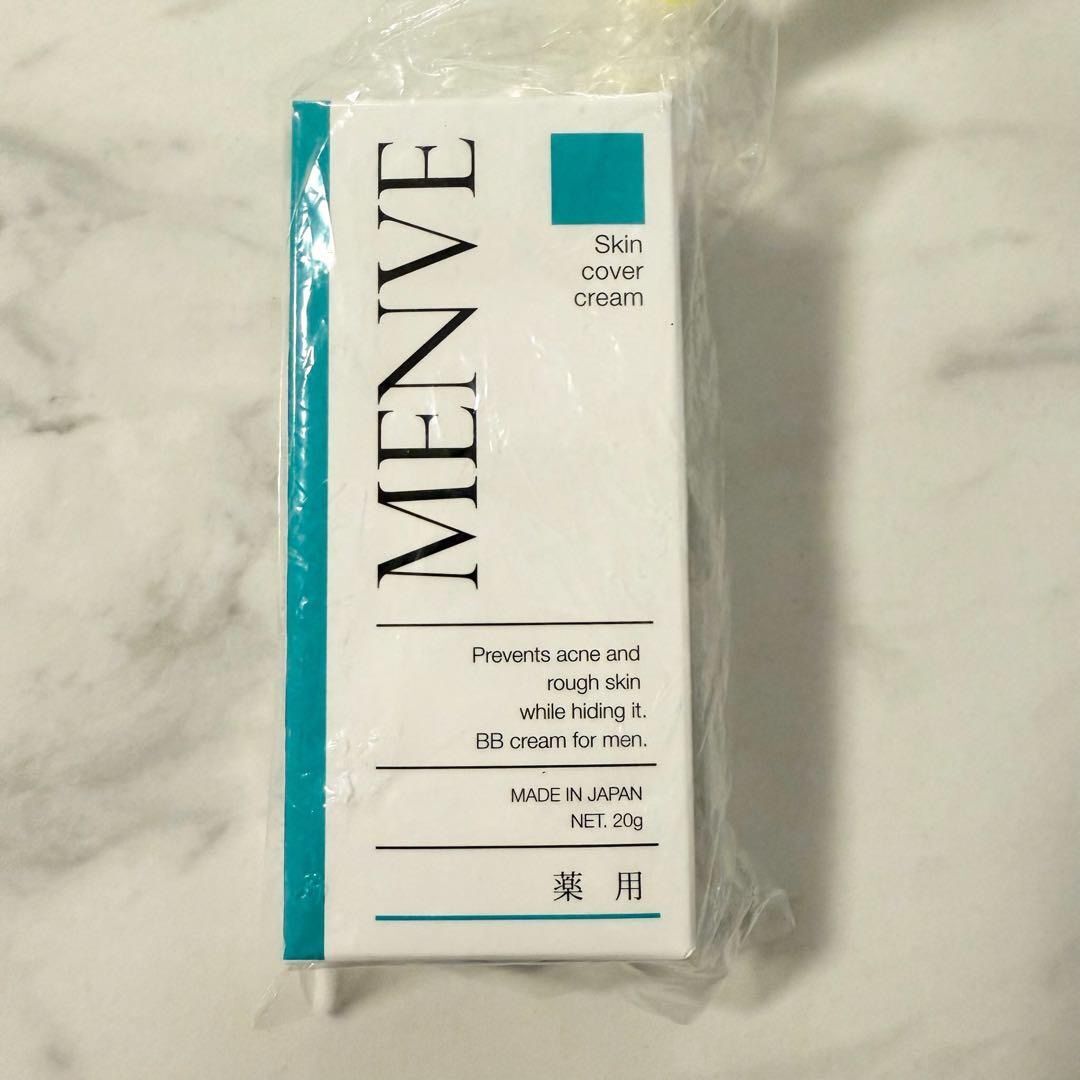 MENVE
Skin
cover
cream
Prevents acne and
rough skin
while hiding it.
BB cream for men.
MADE IN JAPAN
NET. 20g
薬用